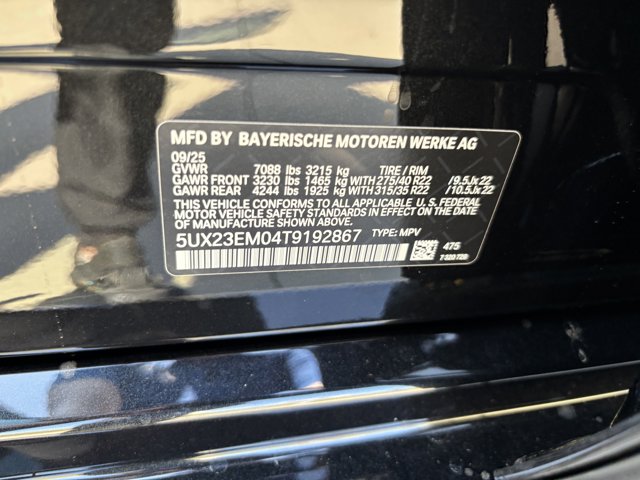 MFD BY BAYERISCHE MOTOREN WERKE AG
09/25
GVWR 7088 lbs 3215 kg TIRE / RIM
GAWR FRONT 3230 lbs 1465 kg WITH 275/40 R22 / 9.5Jx22
GAWR REAR 4244 lbs 1925 kg WITH 315/35 R22 / 10.5Jx22
THIS VEHICLE CONFORMS TO ALL APPLICABLE U.S. FEDERAL
MOTOR VEHICLE SAFETY STANDARDS IN EFFECT ON THE DATE
OF MANUFACTURE SHOWN ABOVE.
5UX23EM04T9192867 TYPE: MPV
475
7 320 728